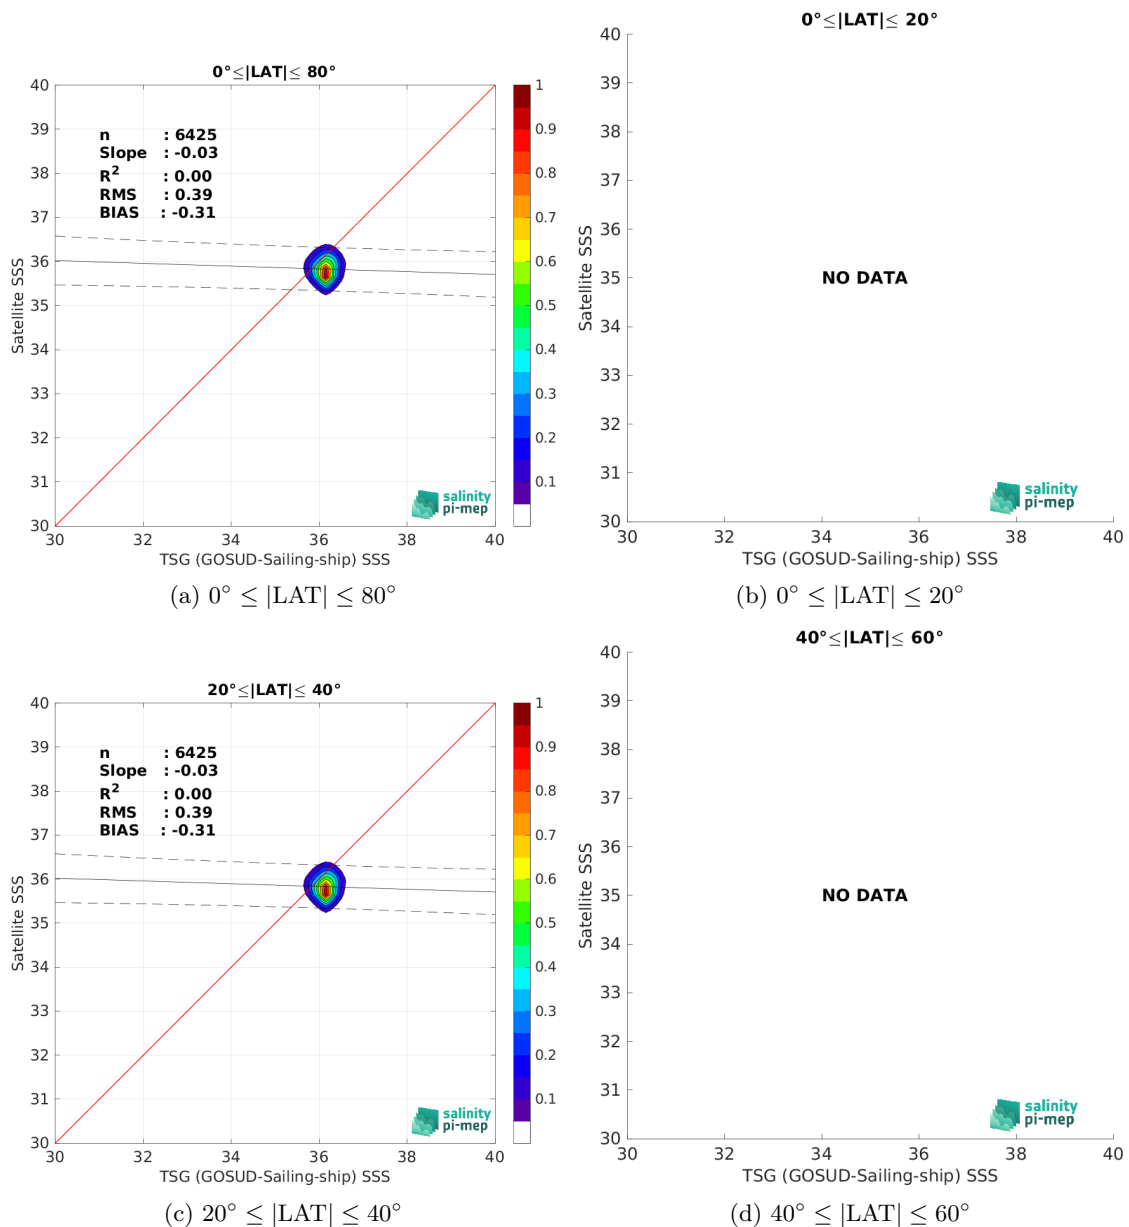 0°≤|LAT|≤ 80°
40
39
38
37
36
35
34
33
32
31
30
Satellite SSS
n : 6425
Slope : -0.03
R² : 0.00
RMS : 0.39
BIAS : -0.31
salinity
pi-mep
30 32 34 36 38 40
TSG (GOSUD-Sailing-ship) SSS
1
0.9
0.8
0.7
0.6
0.5
0.4
0.3
0.2
0.1
(a) 0° ≤ |LAT| ≤ 80°
0°≤|LAT|≤ 20°
40
39
38
37
36
35
34
33
32
31
30
Satellite SSS
NO DATA
salinity
pi-mep
30 32 34 36 38 40
TSG (GOSUD-Sailing-ship) SSS
(b) 0° ≤ |LAT| ≤ 20°
20°≤|LAT|≤ 40°
40
39
38
37
36
35
34
33
32
31
30
Satellite SSS
n : 6425
Slope : -0.03
R² : 0.00
RMS : 0.39
BIAS : -0.31
salinity
pi-mep
30 32 34 36 38 40
TSG (GOSUD-Sailing-ship) SSS
1
0.9
0.8
0.7
0.6
0.5
0.4
0.3
0.2
0.1
(c) 20° ≤ |LAT| ≤ 40°
40°≤|LAT|≤ 60°
40
39
38
37
36
35
34
33
32
31
30
Satellite SSS
NO DATA
salinity
pi-mep
30 32 34 36 38 40
TSG (GOSUD-Sailing-ship) SSS
(d) 40° ≤ |LAT| ≤ 60°